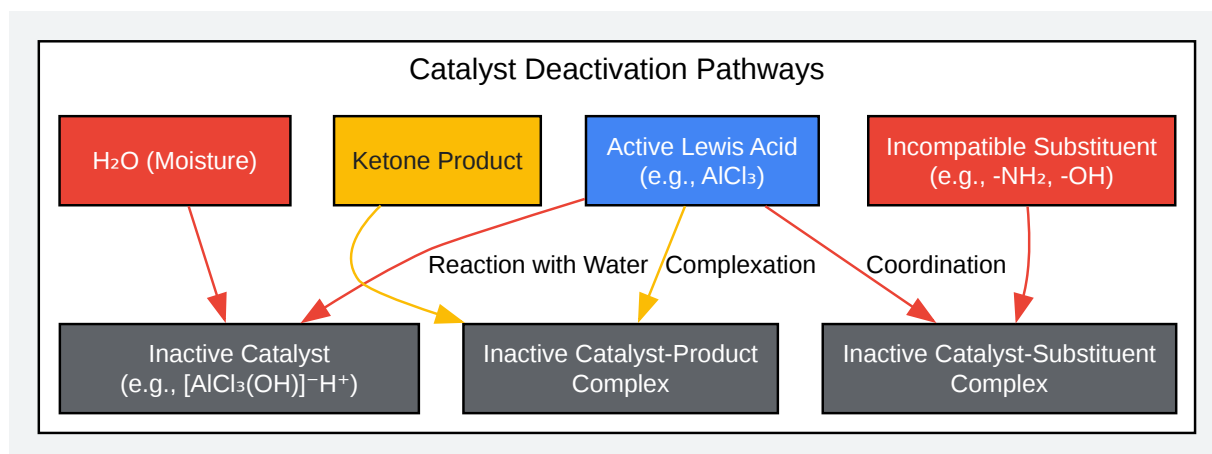 Catalyst Deactivation Pathways
H₂O (Moisture)
Ketone Product
Active Lewis Acid
(e.g., AlCl₃)
Incompatible Substituent
(e.g., -NH₂, -OH)
Reaction with Water
Complexation
Coordination
Inactive Catalyst
(e.g., [AlCl₃(OH)]⁻H⁺)
Inactive Catalyst-Product
Complex
Inactive Catalyst-Substituent
Complex